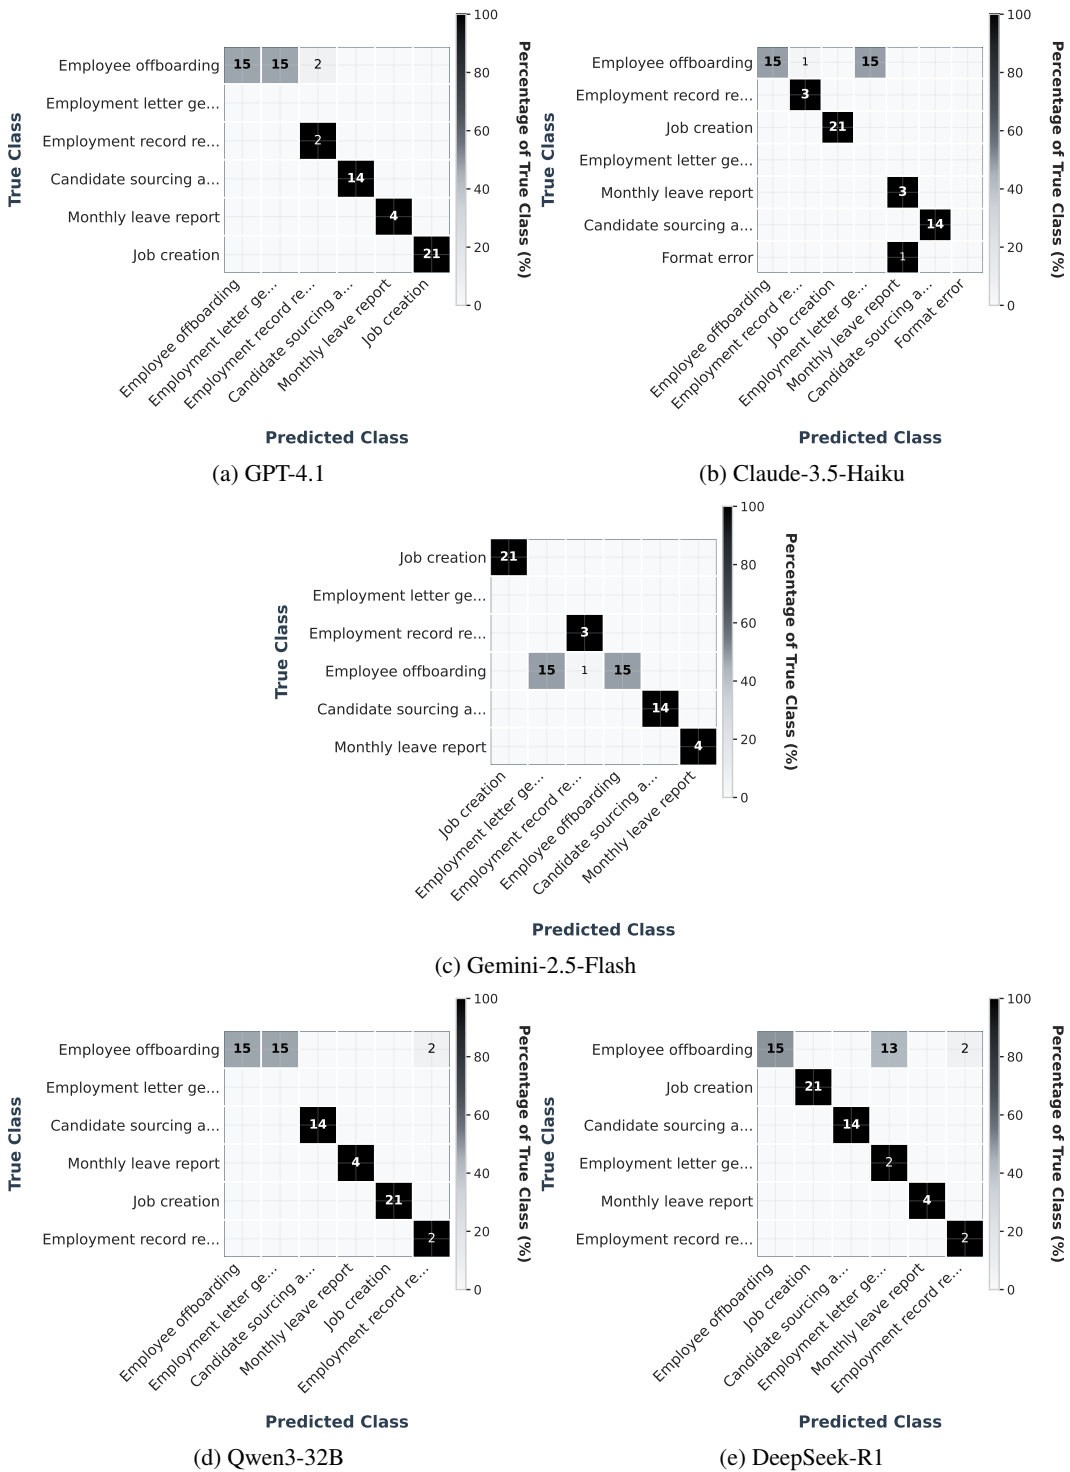 100
80
60
40
20
0
Percentage of True Class (%)
True Class
Employee offboarding 15 15 2
Employment letter ge...
Employment record re... 2
Candidate sourcing a... 14
Monthly leave report 4
Job creation 21
Employee offboarding
Employment letter ge...
Employment record re...
Candidate sourcing a...
Monthly leave report
Job creation
Predicted Class
(a) GPT-4.1
100
80
60
40
20
0
Percentage of True Class (%)
True Class
Employee offboarding 15 1 15
Employment record re... 3
Job creation 21
Employment letter ge...
Monthly leave report 3
Candidate sourcing a... 14
Format error 1
Employee offboarding
Employment record re...
Job creation
Employment letter ge...
Monthly leave report
Candidate sourcing a...
Format error
Predicted Class
(b) Claude-3.5-Haiku
100
80
60
40
20
0
Percentage of True Class (%)
True Class
Job creation 21
Employment letter ge...
Employment record re... 3
Employee offboarding 15 1 15
Candidate sourcing a... 14
Monthly leave report 4
Job creation
Employment letter ge...
Employment record re...
Employee offboarding
Candidate sourcing a...
Monthly leave report
Predicted Class
(c) Gemini-2.5-Flash
100
80
60
40
20
0
Percentage of True Class (%)
True Class
Employee offboarding 15 15 2
Employment letter ge...
Candidate sourcing a... 14
Monthly leave report 4
Job creation 21
Employment record re... 2
Employee offboarding
Employment letter ge...
Candidate sourcing a...
Monthly leave report
Job creation
Employment record re...
Predicted Class
(d) Qwen3-32B
100
80
60
40
20
0
Percentage of True Class (%)
True Class
Employee offboarding 15 13 2
Job creation 21
Candidate sourcing a... 14
Employment letter ge... 2
Monthly leave report 4
Employment record re... 2
Employee offboarding
Job creation
Candidate sourcing a...
Employment letter ge...
Monthly leave report
Employment record re...
Predicted Class
(e) DeepSeek-R1